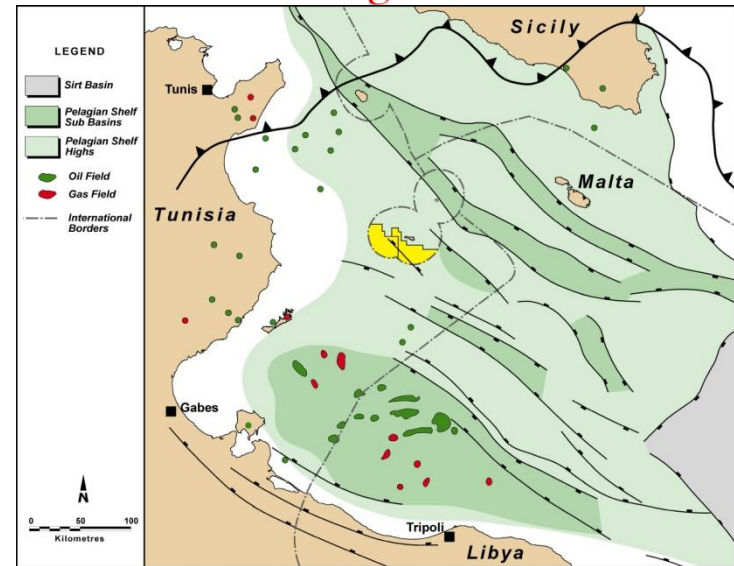 LEGEND
Sirt Basin
Pelagian Shelf
Sub Basins
Pelagian Shelf
Highs
Oil Field
Gas Field
International
Borders
N
0 50 100
Kilometres
Sicily
Tunis
Malta
Tunisia
Gabes
Tripoli
Libya